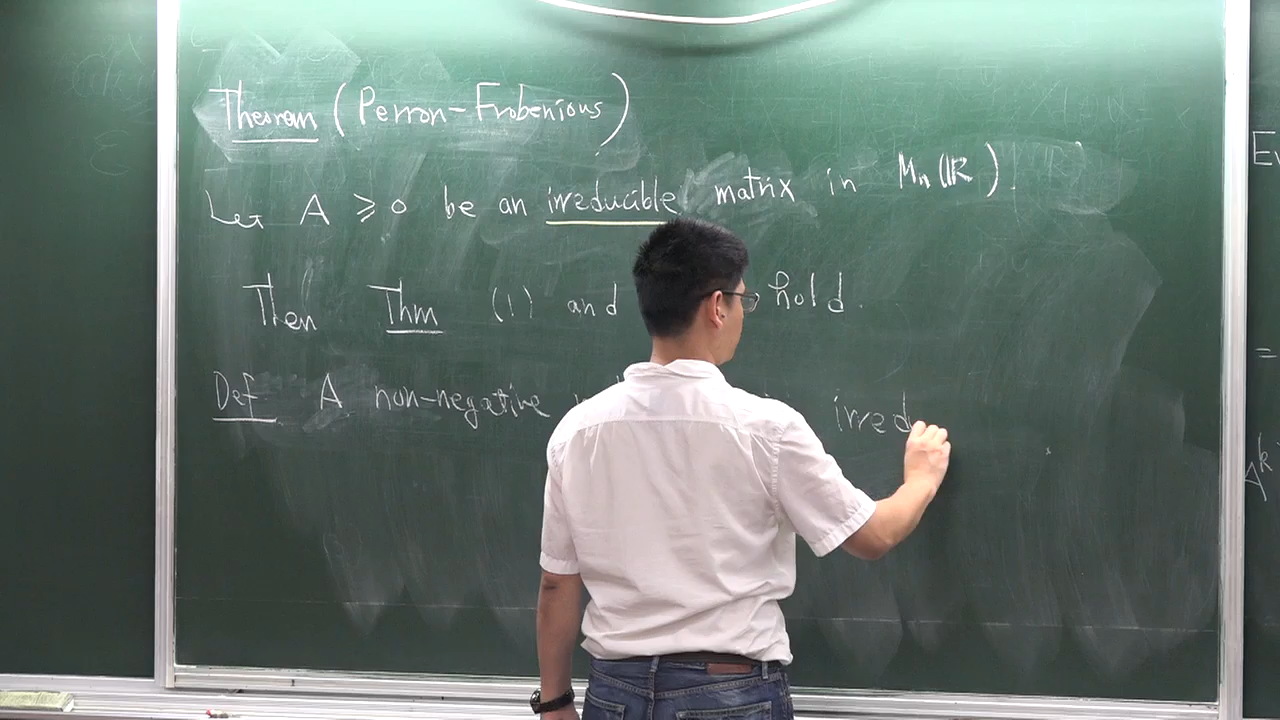 Theorem (Perron-Frobenious)
Let A ≥ 0 be an irreducible matrix in Mn(ℝ).
Then Thm (1) and hold.
Def A non-negative irred
Ev
=
A^k